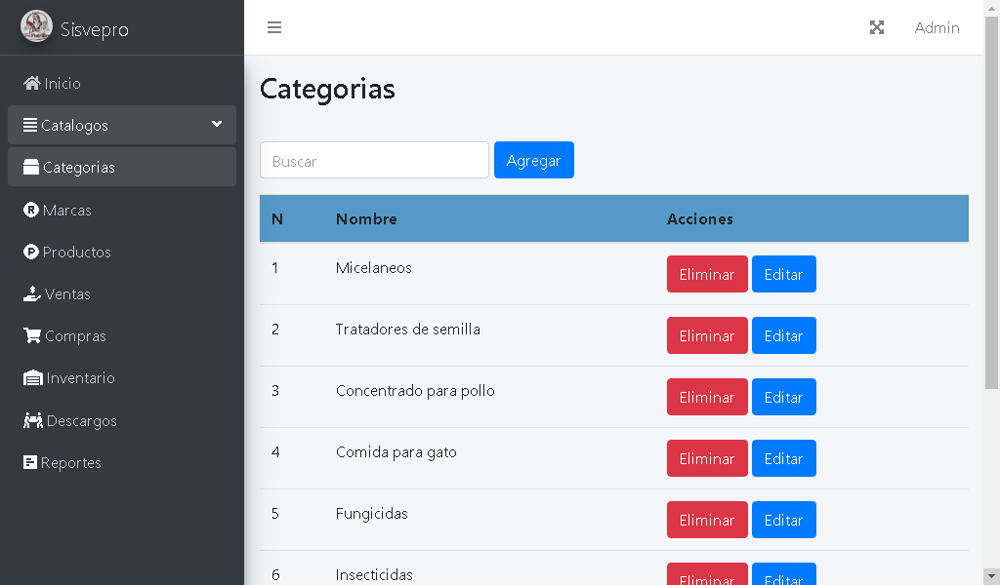 Sisvepro
Admin
Inicio
Catalogos
Categorias
Marcas
Productos
Ventas
Compras
Inventario
Descargos
Reportes
Categorias
Buscar Agregar
N Nombre Acciones
1 Micelaneos Eliminar Editar
2 Tratadores de semilla Eliminar Editar
3 Concentrado para pollo Eliminar Editar
4 Comida para gato Eliminar Editar
5 Fungicidas Eliminar Editar
6 Insecticidas Eliminar Editar